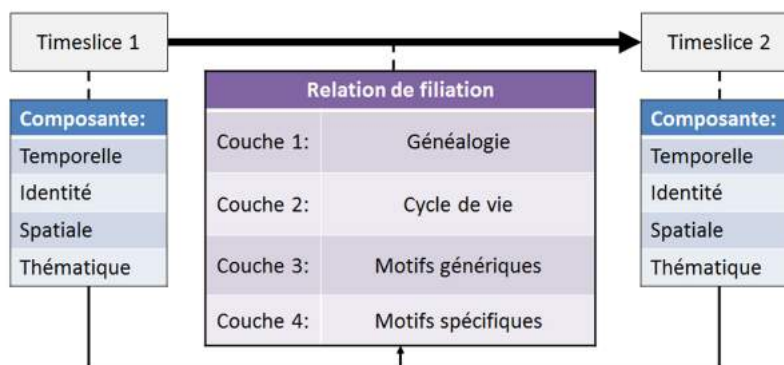 Timeslice 1
Timeslice 2
Relation de filiation
Couche 1: Généalogie
Couche 2: Cycle de vie
Couche 3: Motifs génériques
Couche 4: Motifs spécifiques
Composante:
Temporelle
Identité
Spatiale
Thématique
Composante:
Temporelle
Identité
Spatiale
Thématique